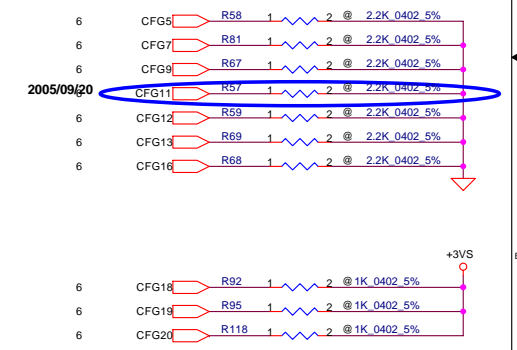 6 CFG5 R58 1 2 @ 2.2K_0402_5%
6 CFG7 R81 1 2 @ 2.2K_0402_5%
6 CFG9 R67 1 2 @ 2.2K_0402_5%
2005/09/20 6 CFG11 R57 1 2 @ 2.2K_0402_5%
6 CFG12 R59 1 2 @ 2.2K_0402_5%
6 CFG13 R69 1 2 @ 2.2K_0402_5%
6 CFG16 R68 1 2 @ 2.2K_0402_5%
+3VS
6 CFG18 R92 1 2 @ 1K_0402_5%
6 CFG19 R95 1 2 @ 1K_0402_5%
6 CFG20 R118 1 2 @ 1K_0402_5%